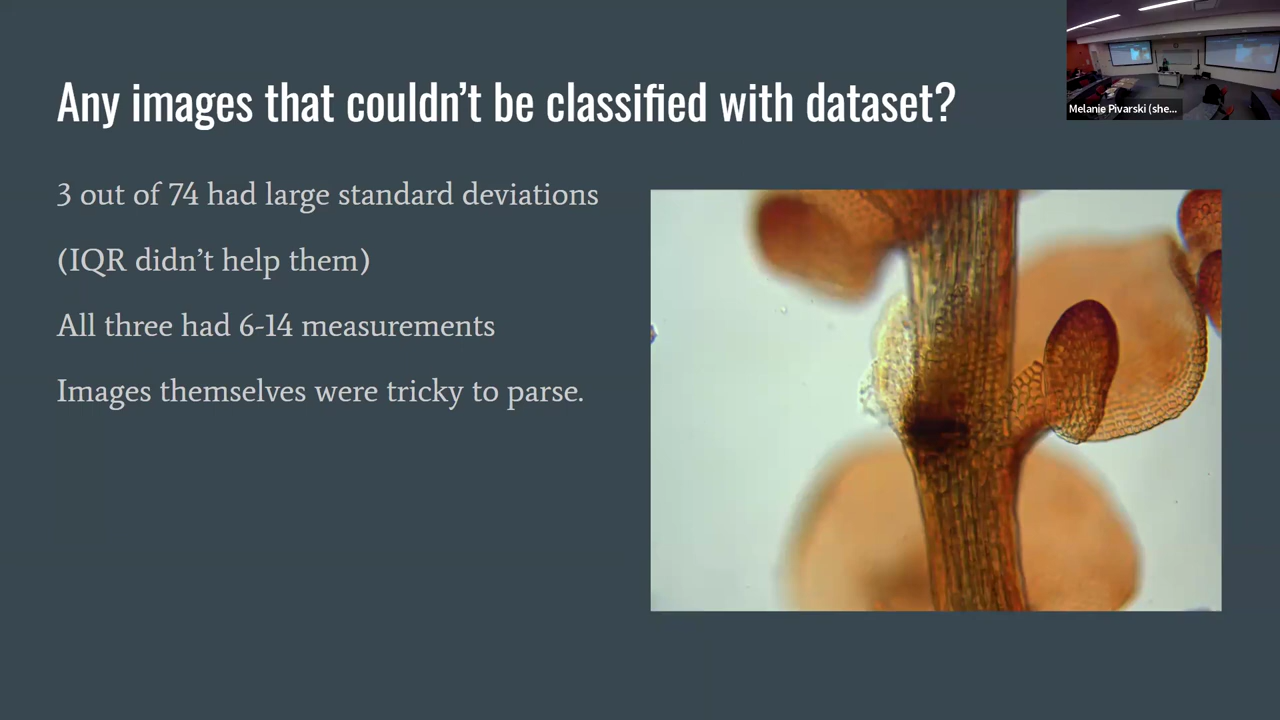 Any images that couldn't be classified with dataset?
Melanie Pivarski (she...
3 out of 74 had large standard deviations
(IQR didn't help them)
All three had 6-14 measurements
Images themselves were tricky to parse.